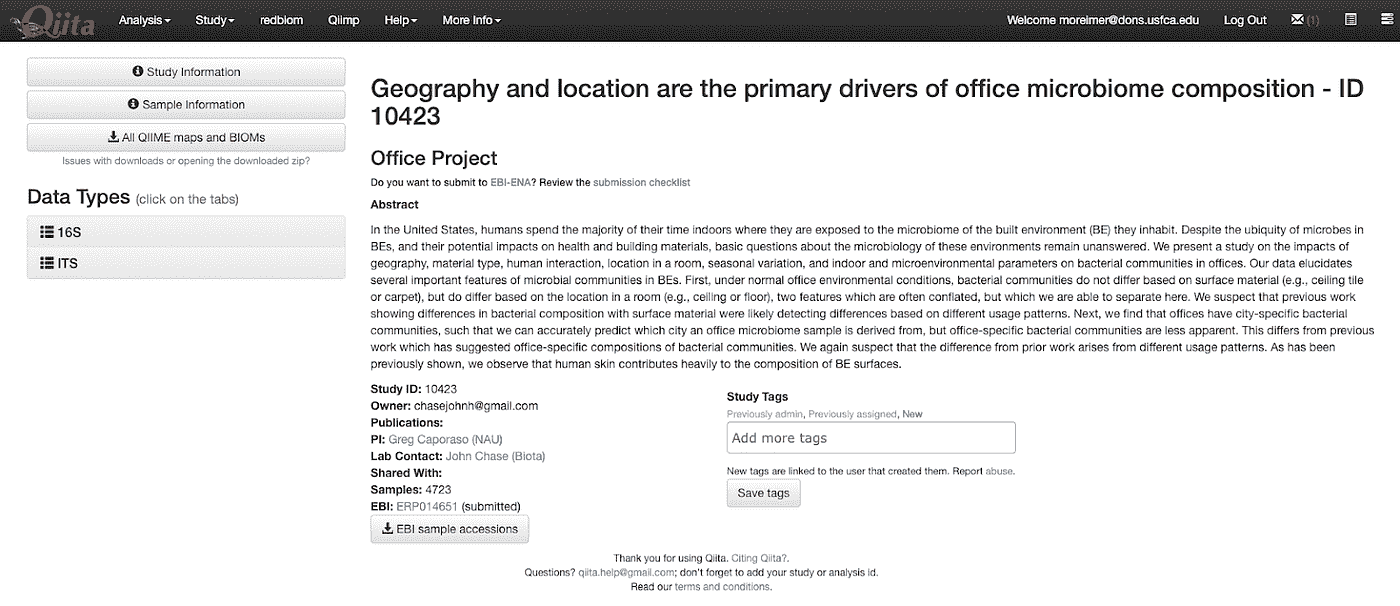 Qiita Analysis Study redbiom Qiimp Help More Info Welcome moreimer@dons.usfca.edu Log Out (1)
Study Information
Sample Information
All QIIME maps and BIOMs
Issues with downloads or opening the downloaded zip?
Data Types (click on the tabs)
16S
ITS
Geography and location are the primary drivers of office microbiome composition - ID
10423
Office Project
Do you want to submit to EBI-ENA? Review the submission checklist
Abstract
In the United States, humans spend the majority of their time indoors where they are exposed to the microbiome of the built environment (BE) they inhabit. Despite the ubiquity of microbes in
BEs, and their potential impacts on health and building materials, basic questions about the microbiology of these environments remain unanswered. We present a study on the impacts of
geography, material type, human interaction, location in a room, seasonal variation, and indoor and microenvironmental parameters on bacterial communities in offices. Our data elucidates
several important features of microbial communities in BEs. First, under normal office environmental conditions, bacterial communities do not differ based on surface material (e.g., ceiling tile
or carpet), but do differ based on the location in a room (e.g., ceiling or floor), two features which are often conflated, but which we are able to separate here. We suspect that previous work
showing differences in bacterial composition with surface material were likely detecting differences based on different usage patterns. Next, we find that offices have city-specific bacterial
communities, such that we can accurately predict which city an office microbiome sample is derived from, but office-specific bacterial communities are less apparent. This differs from previous
work which has suggested office-specific compositions of bacterial communities. We again suspect that the difference from prior work arises from different usage patterns. As has been
previously shown, we observe that human skin contributes heavily to the composition of BE surfaces.
Study ID: 10423
Owner: chasejohnh@gmail.com
Publications:
PI: Greg Caporaso (NAU)
Lab Contact: John Chase (Biota)
Shared With:
Samples: 4723
EBI: ERP014651 (submitted)
EBI sample accessions
Study Tags
Previously admin, Previously assigned, New
Add more tags
New tags are linked to the user that created them. Report abuse.
Save tags
Thank you for using Qiita. Citing Qiita?.
Questions? qiita.help@gmail.com; don't forget to add your study or analysis id.
Read our terms and conditions.